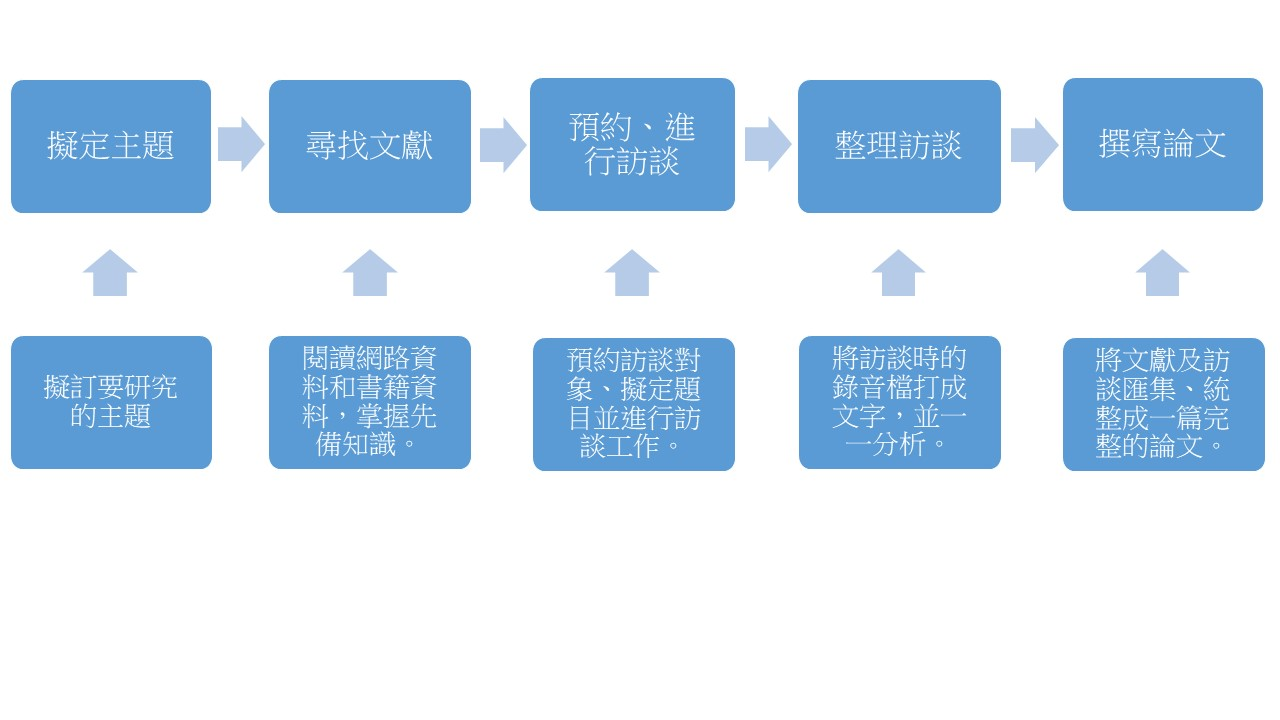 擬定主題
尋找文獻
預約、進
行訪談
整理訪談
撰寫論文
擬訂要研究
的主題
閱讀網路資
料和書籍資
料，掌握先
備知識。
預約訪談對
象、擬定題
目並進行訪
談工作。
將訪談時的
錄音檔打成
文字，並一
一分析。
將文獻及訪
談匯集、統
整成一篇完
整的論文。